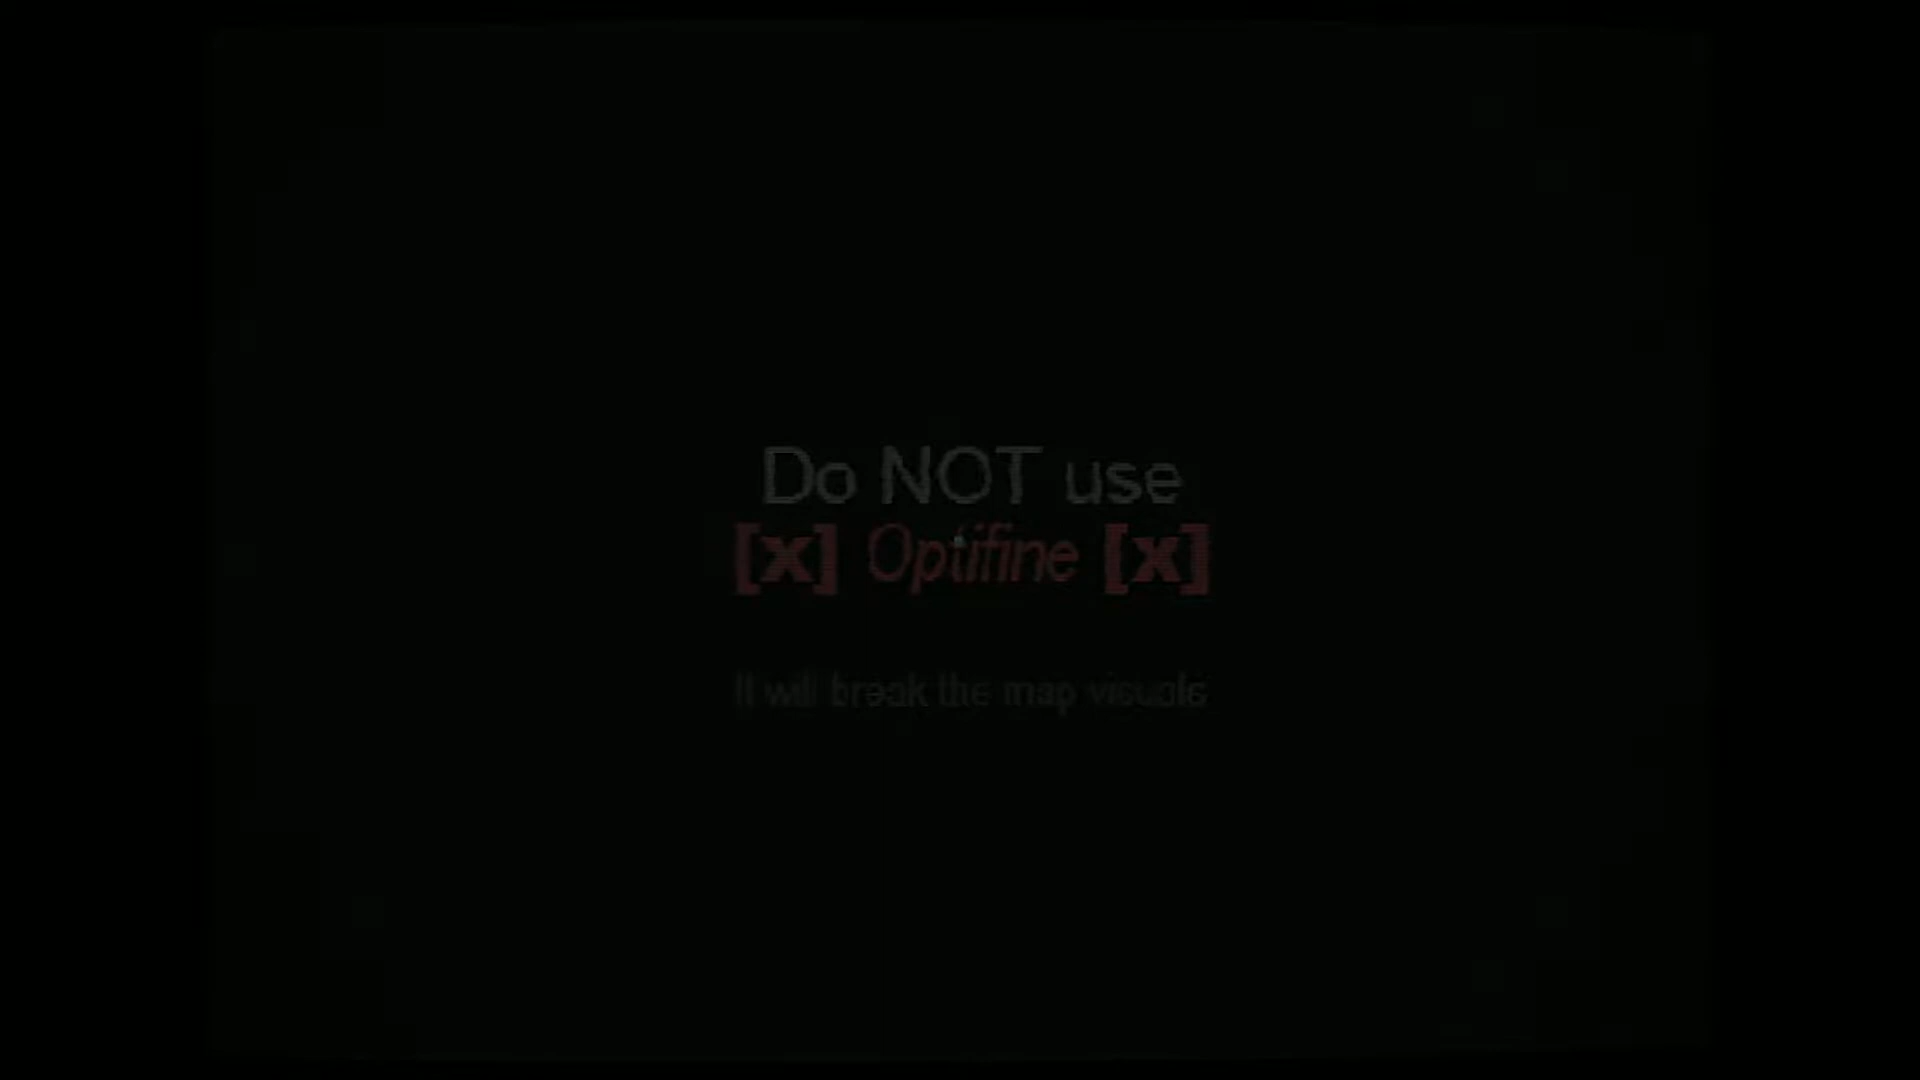 Do NOT use
[x] Optifine [x]
It will break the map visuals